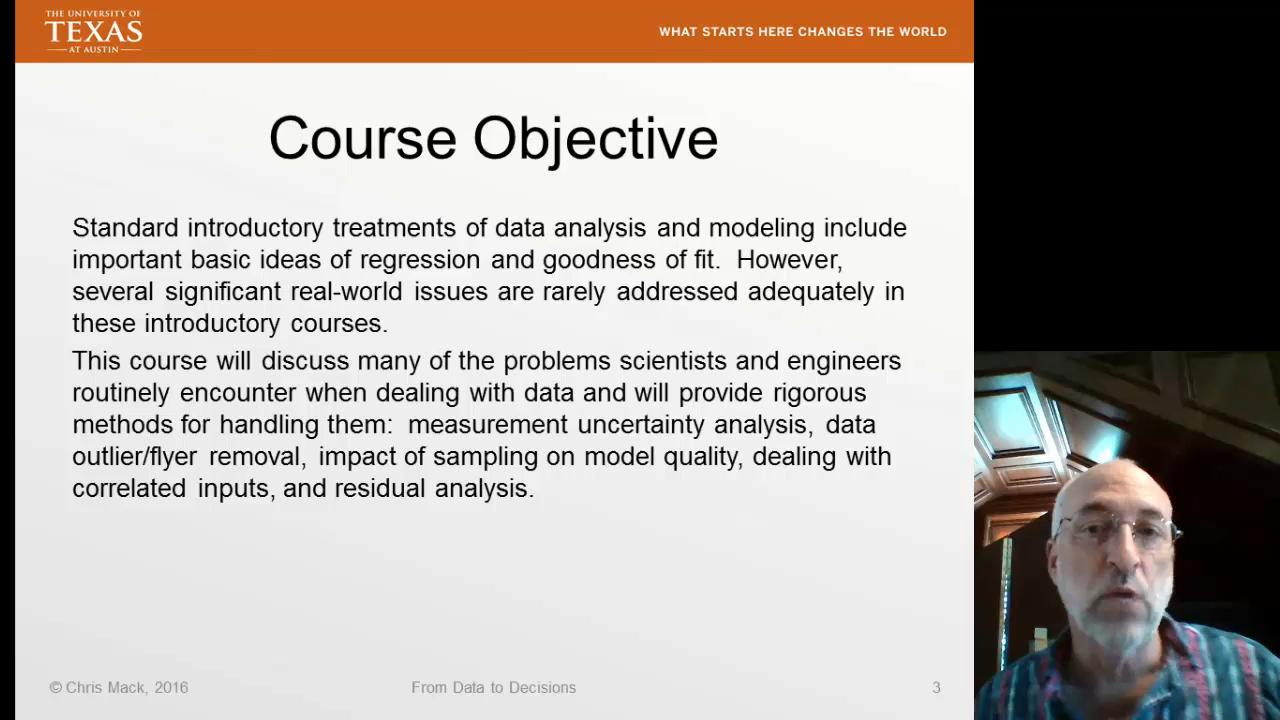 THE UNIVERSITY OF
TEXAS
AT AUSTIN
WHAT STARTS HERE CHANGES THE WORLD
Course Objective
Standard introductory treatments of data analysis and modeling include
important basic ideas of regression and goodness of fit. However,
several significant real-world issues are rarely addressed adequately in
these introductory courses.
This course will discuss many of the problems scientists and engineers
routinely encounter when dealing with data and will provide rigorous
methods for handling them: measurement uncertainty analysis, data
outlier/flyer removal, impact of sampling on model quality, dealing with
correlated inputs, and residual analysis.
© Chris Mack, 2016
From Data to Decisions
3